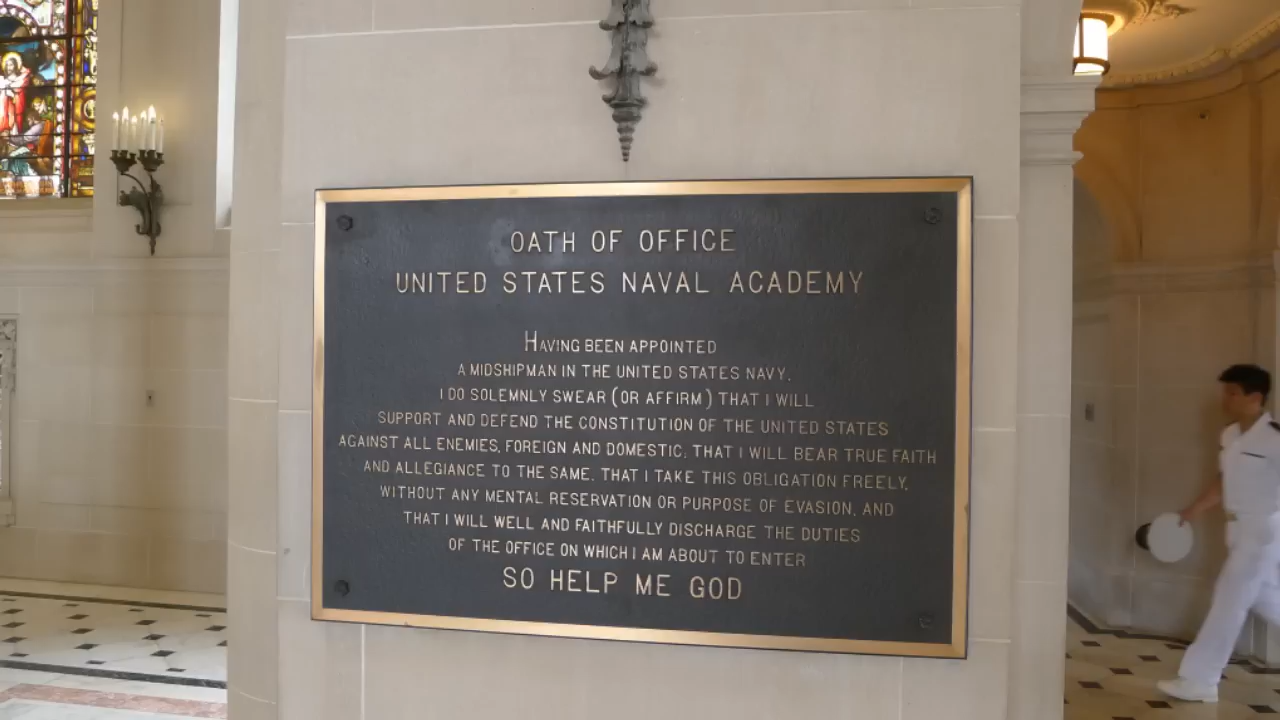 OATH OF OFFICE
UNITED STATES NAVAL ACADEMY
HAVING BEEN APPOINTED
A MIDSHIPMAN IN THE UNITED STATES NAVY,
I DO SOLEMNLY SWEAR (OR AFFIRM) THAT I WILL
SUPPORT AND DEFEND THE CONSTITUTION OF THE UNITED STATES
AGAINST ALL ENEMIES, FOREIGN AND DOMESTIC; THAT I WILL BEAR TRUE FAITH
AND ALLEGIANCE TO THE SAME, THAT I TAKE THIS OBLIGATION FREELY,
WITHOUT ANY MENTAL RESERVATION OR PURPOSE OF EVASION, AND
THAT I WILL WELL AND FAITHFULLY DISCHARGE THE DUTIES
OF THE OFFICE ON WHICH I AM ABOUT TO ENTER
SO HELP ME GOD